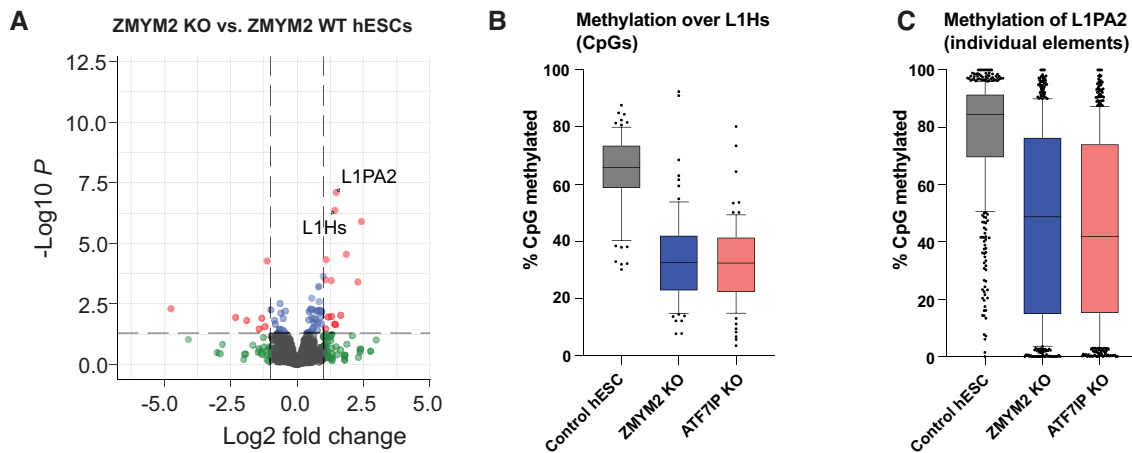 A
ZMYM2 KO vs. ZMYM2 WT hESCs
-Log10 P
12.5
10.0
7.5
5.0
2.5
0.0
L1PA2
L1Hs
-5.0
-2.5
0.0
2.5
5.0
Log2 fold change
B
Methylation over L1Hs
(CpGs)
% CpG methylated
100
80
60
40
20
0
Control hESC
ZMYM2 KO
ATF7IP KO
C
Methylation of L1PA2
(individual elements)
% CpG methylated
100
80
60
40
20
0
Control hESC
ZMYM2 KO
ATF7IP KO